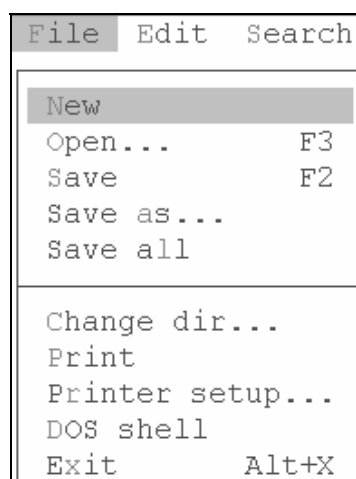 File Edit Search
New
Open... F3
Save F2
Save as...
Save all
Change dir...
Print
Printer setup...
DOS shell
Exit Alt+X